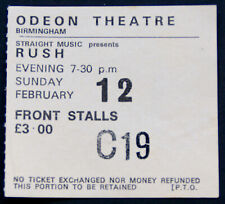 ODEON THEATRE
BIRMINGHAM
STRAIGHT MUSIC presents
RUSH
EVENING 7-30 p.m
SUNDAY
FEBRUARY 12
FRONT STALLS
£3·00
C19
NO TICKET EXCHANGED NOR MONEY REFUNDED
THIS PORTION TO BE RETAINED [P.T.O.